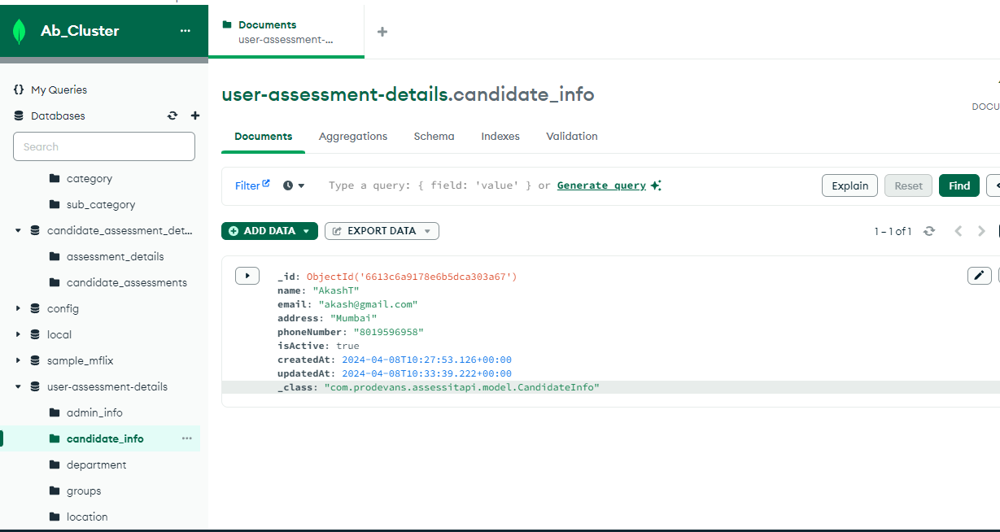 Ab_Cluster
Documents
user-assessment-...
My Queries
Databases
Search
category
sub_category
candidate_assessment_det...
assessment_details
candidate_assessments
config
local
sample_mflix
user-assessment-details
admin_info
candidate_info
department
groups
location
user-assessment-details.candidate_info
DOCU
Documents Aggregations Schema Indexes Validation
Filter Type a query: { field: 'value' } or Generate query Explain Reset Find
ADD DATA EXPORT DATA 1 – 1 of 1
_id: ObjectId('6613c6a9178e6b5dca303a67')
name: "AkashT"
email: "akash@gmail.com"
address: "Mumbai"
phoneNumber: "8019596958"
isActive: true
createdAt: 2024-04-08T10:27:53.126+00:00
updatedAt: 2024-04-08T10:33:39.222+00:00
_class: "com.prodevans.assessitapi.model.CandidateInfo"